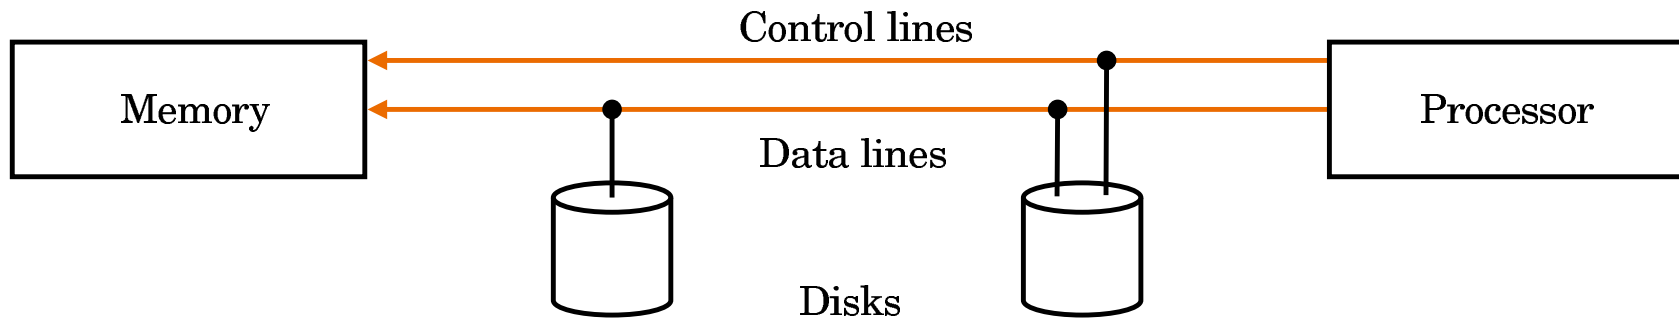 Control lines
Memory
Processor
Data lines
Disks